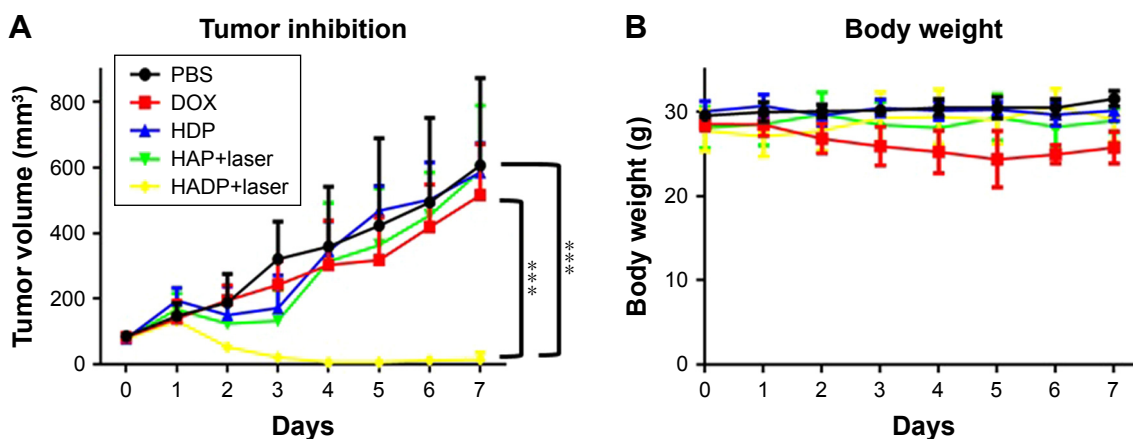 A
Tumor inhibition
PBS
DOX
HDP
HAP+laser
HADP+laser
Tumor volume (mm³)
800
600
400
200
0
0 1 2 3 4 5 6 7
Days
***
***
B
Body weight
Body weight (g)
30
20
10
0
0 1 2 3 4 5 6 7
Days